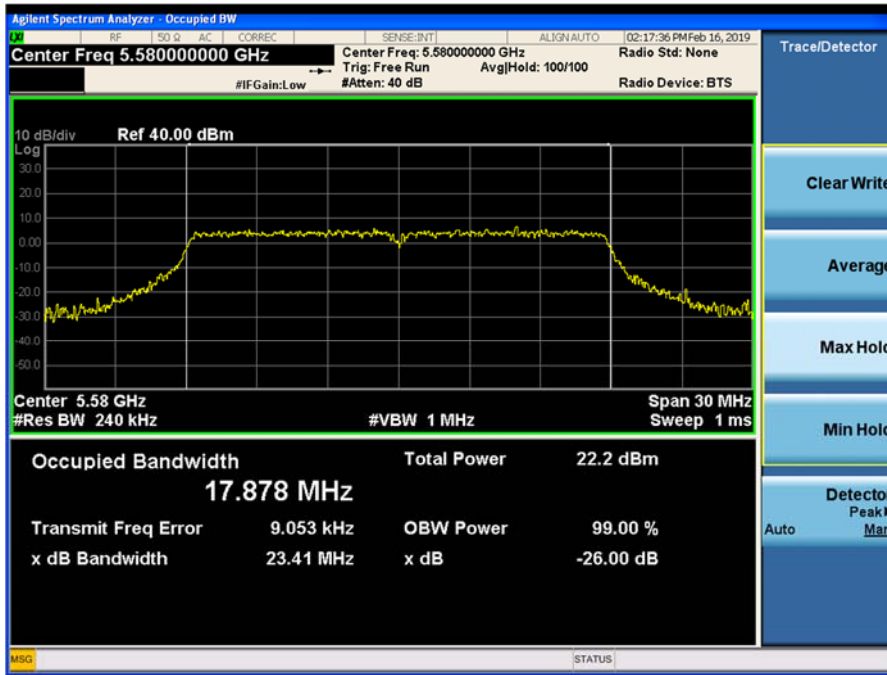 Agilent Spectrum Analyzer - Occupied BW
LXI RF 50 Ω AC CORREC SENSE:INT ALIGN AUTO 02:17:36 PM Feb 16, 2019
Center Freq 5.580000000 GHz
Center Freq: 5.580000000 GHz
Radio Std: None
Trig: Free Run Avg|Hold: 100/100
#IFGain:Low #Atten: 40 dB Radio Device: BTS
10 dB/div Ref 40.00 dBm
Log
30.0
20.0
10.0
0.00
-10.0
-20.0
-30.0
-40.0
-50.0
Center 5.58 GHz Span 30 MHz
#Res BW 240 kHz #VBW 1 MHz Sweep 1 ms
Occupied Bandwidth Total Power 22.2 dBm
17.878 MHz
Transmit Freq Error 9.053 kHz OBW Power 99.00 %
x dB Bandwidth 23.41 MHz x dB -26.00 dB
MSG STATUS
Trace/Detector
Clear Write
Average
Max Hold
Min Hold
Detector
Peak
Auto Man